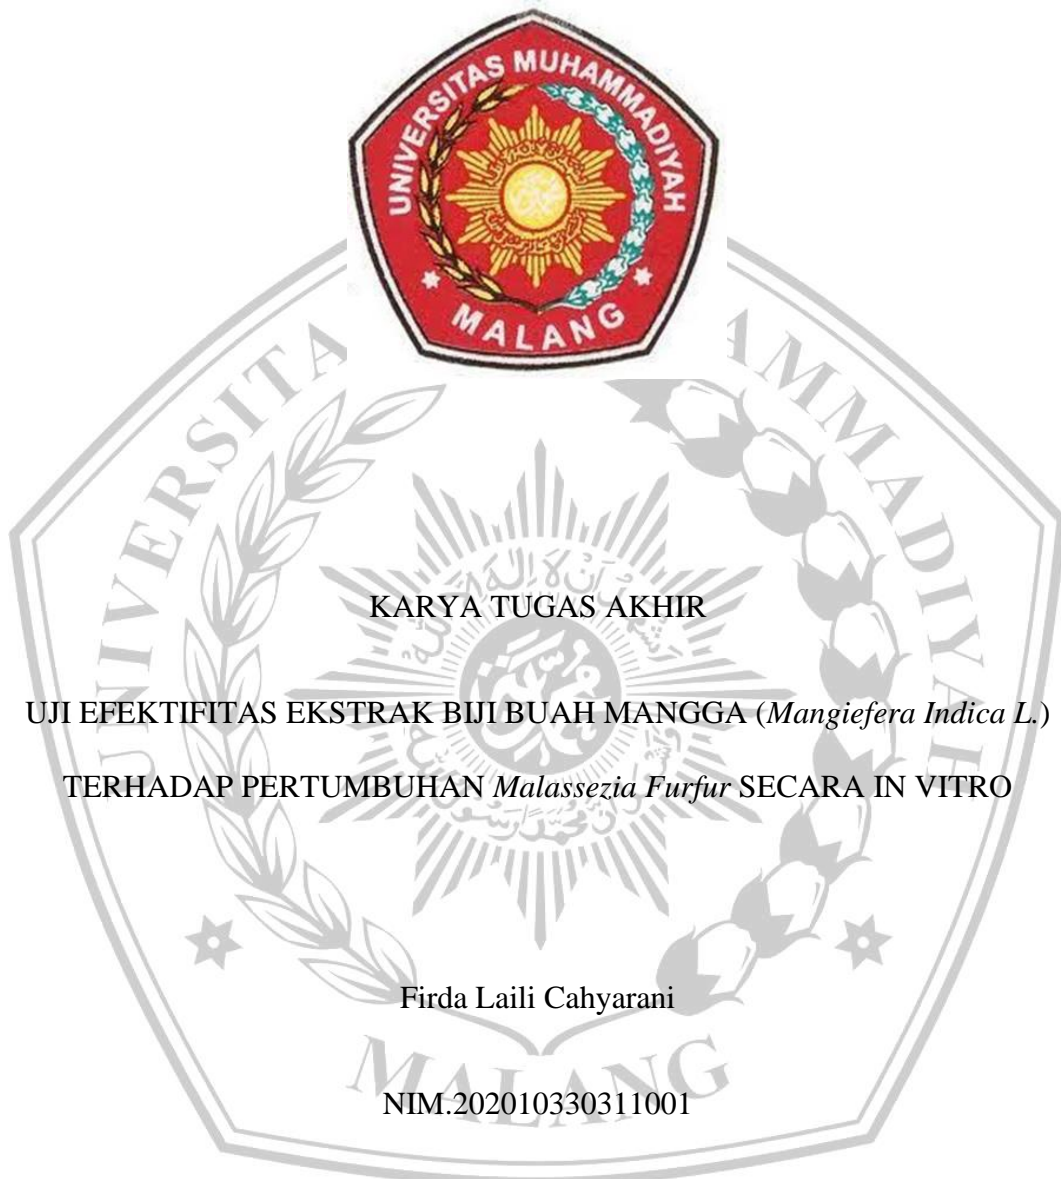 UNIVERSITAS MUHAMMADIYAH
MALANG
KARYA TUGAS AKHIR
UJI EFEKTIFITAS EKSTRAK BIJI BUAH MANGGA (Mangiefera Indica L.)
TERHADAP PERTUMBUHAN Malassezia Furfur SECARA IN VITRO
Firda Laili Cahyarani
MALANG
NIM.202010330311001